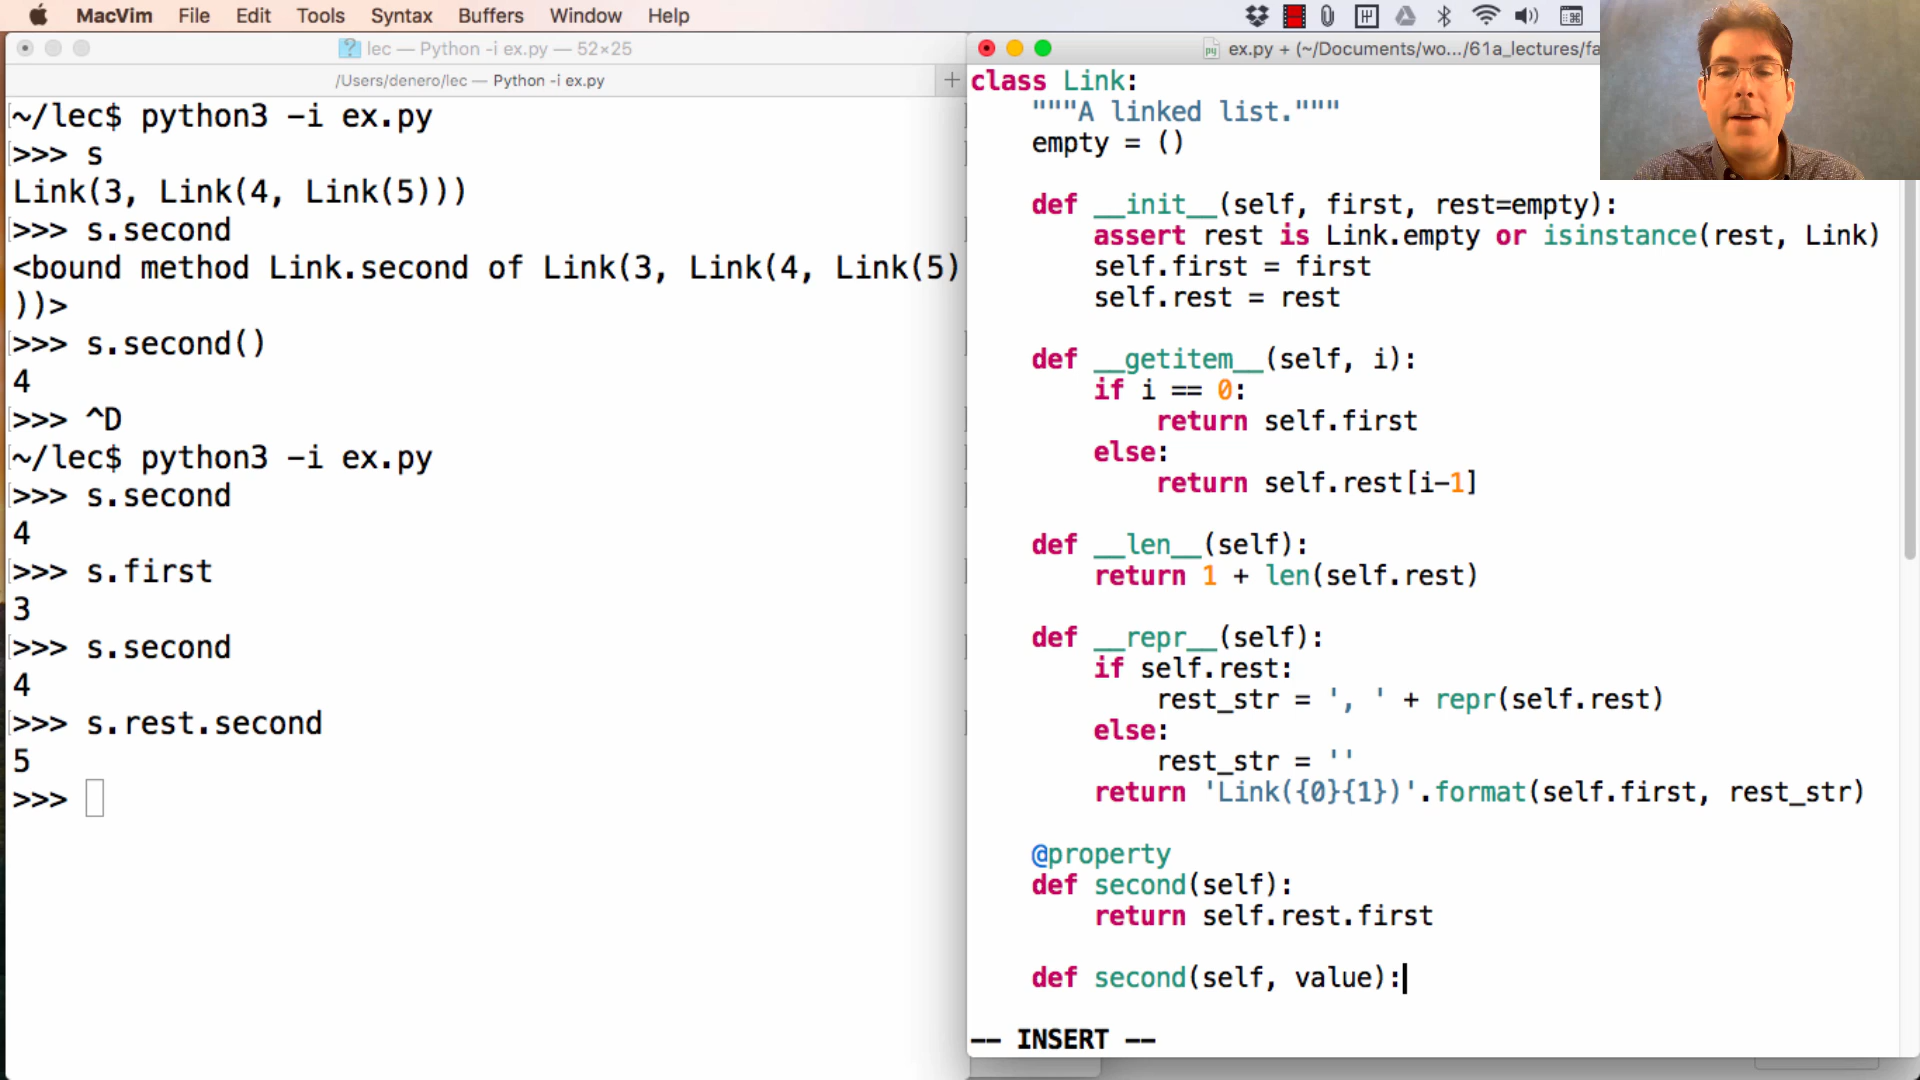 MacVim File Edit Tools Syntax Buffers Window Help
lec — Python -i ex.py — 52×25
/Users/denero/lec — Python -i ex.py
~/lec$ python3 -i ex.py
>>> s
Link(3, Link(4, Link(5)))
>>> s.second
<bound method Link.second of Link(3, Link(4, Link(5)
))>
>>> s.second()
4
>>> ^D
~/lec$ python3 -i ex.py
>>> s.second
4
>>> s.first
3
>>> s.second
4
>>> s.rest.second
5
>>>
ex.py + (~/Documents/wo.../61a_lectures/fa
class Link:
    """A linked list."""
    empty = ()
    def __init__(self, first, rest=empty):
        assert rest is Link.empty or isinstance(rest, Link)
        self.first = first
        self.rest = rest
    def __getitem__(self, i):
        if i == 0:
            return self.first
        else:
            return self.rest[i-1]
    def __len__(self):
        return 1 + len(self.rest)
    def __repr__(self):
        if self.rest:
            rest_str = ', ' + repr(self.rest)
        else:
            rest_str = ''
        return 'Link({0}{1})'.format(self.first, rest_str)
    @property
    def second(self):
        return self.rest.first
    def second(self, value):
-- INSERT --